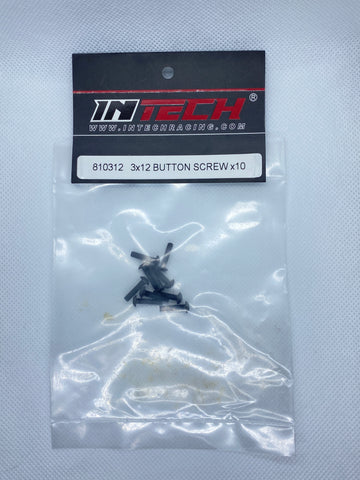 INTECH®
WWW.INTECHRACING.COM
810312 3x12 BUTTON SCREW x10